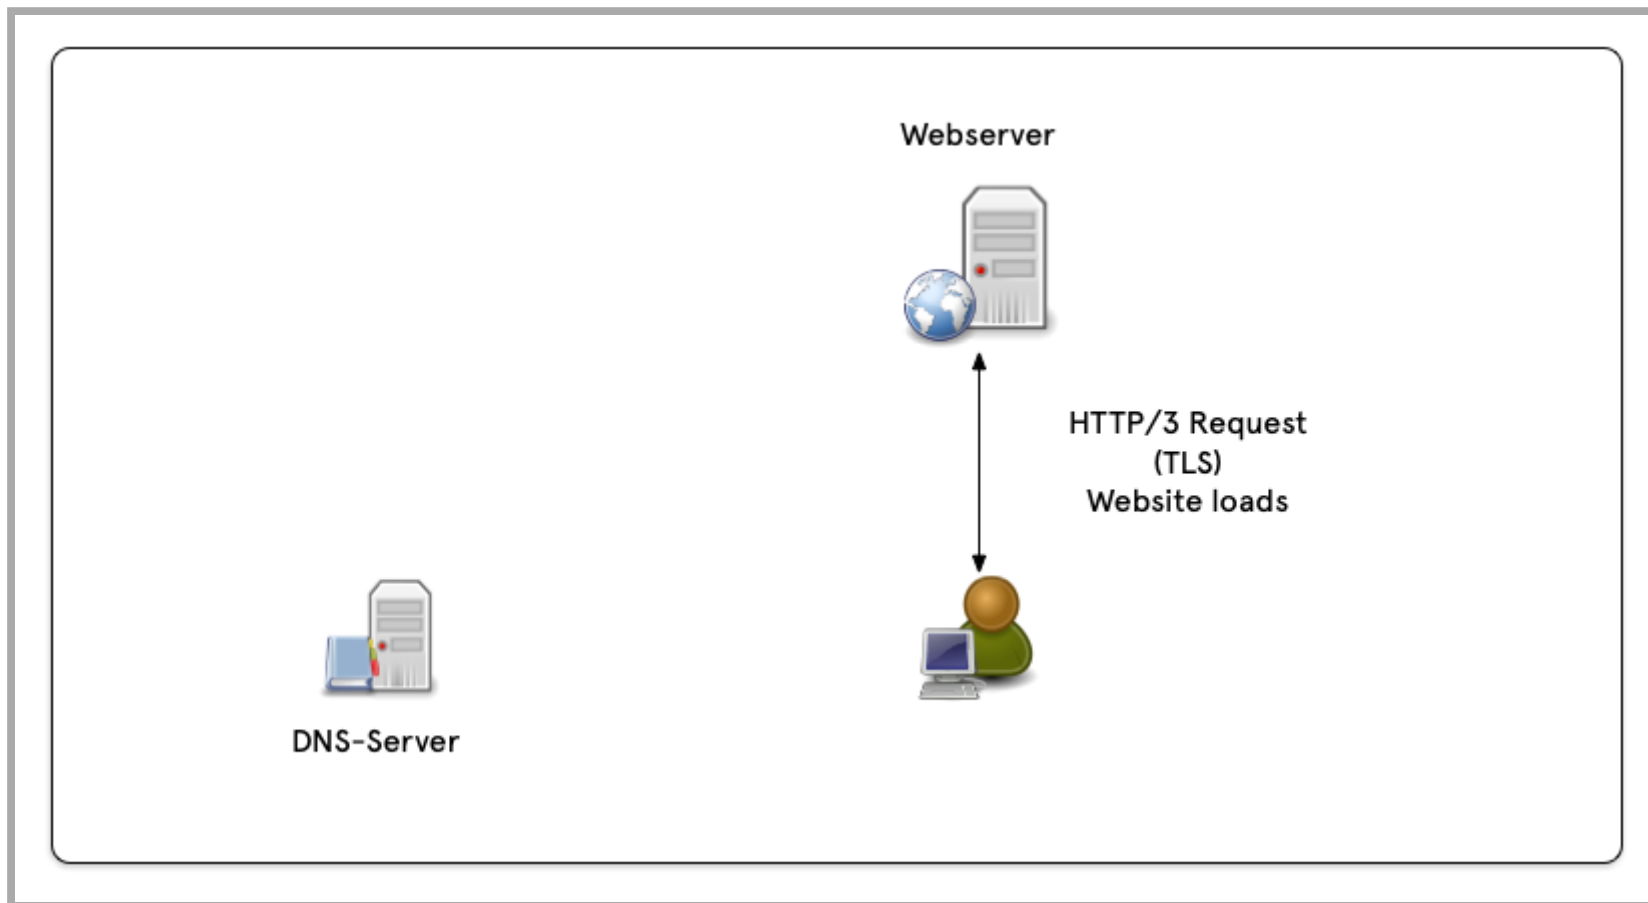 Webserver
HTTP/3 Request
(TLS)
Website loads
DNS-Server